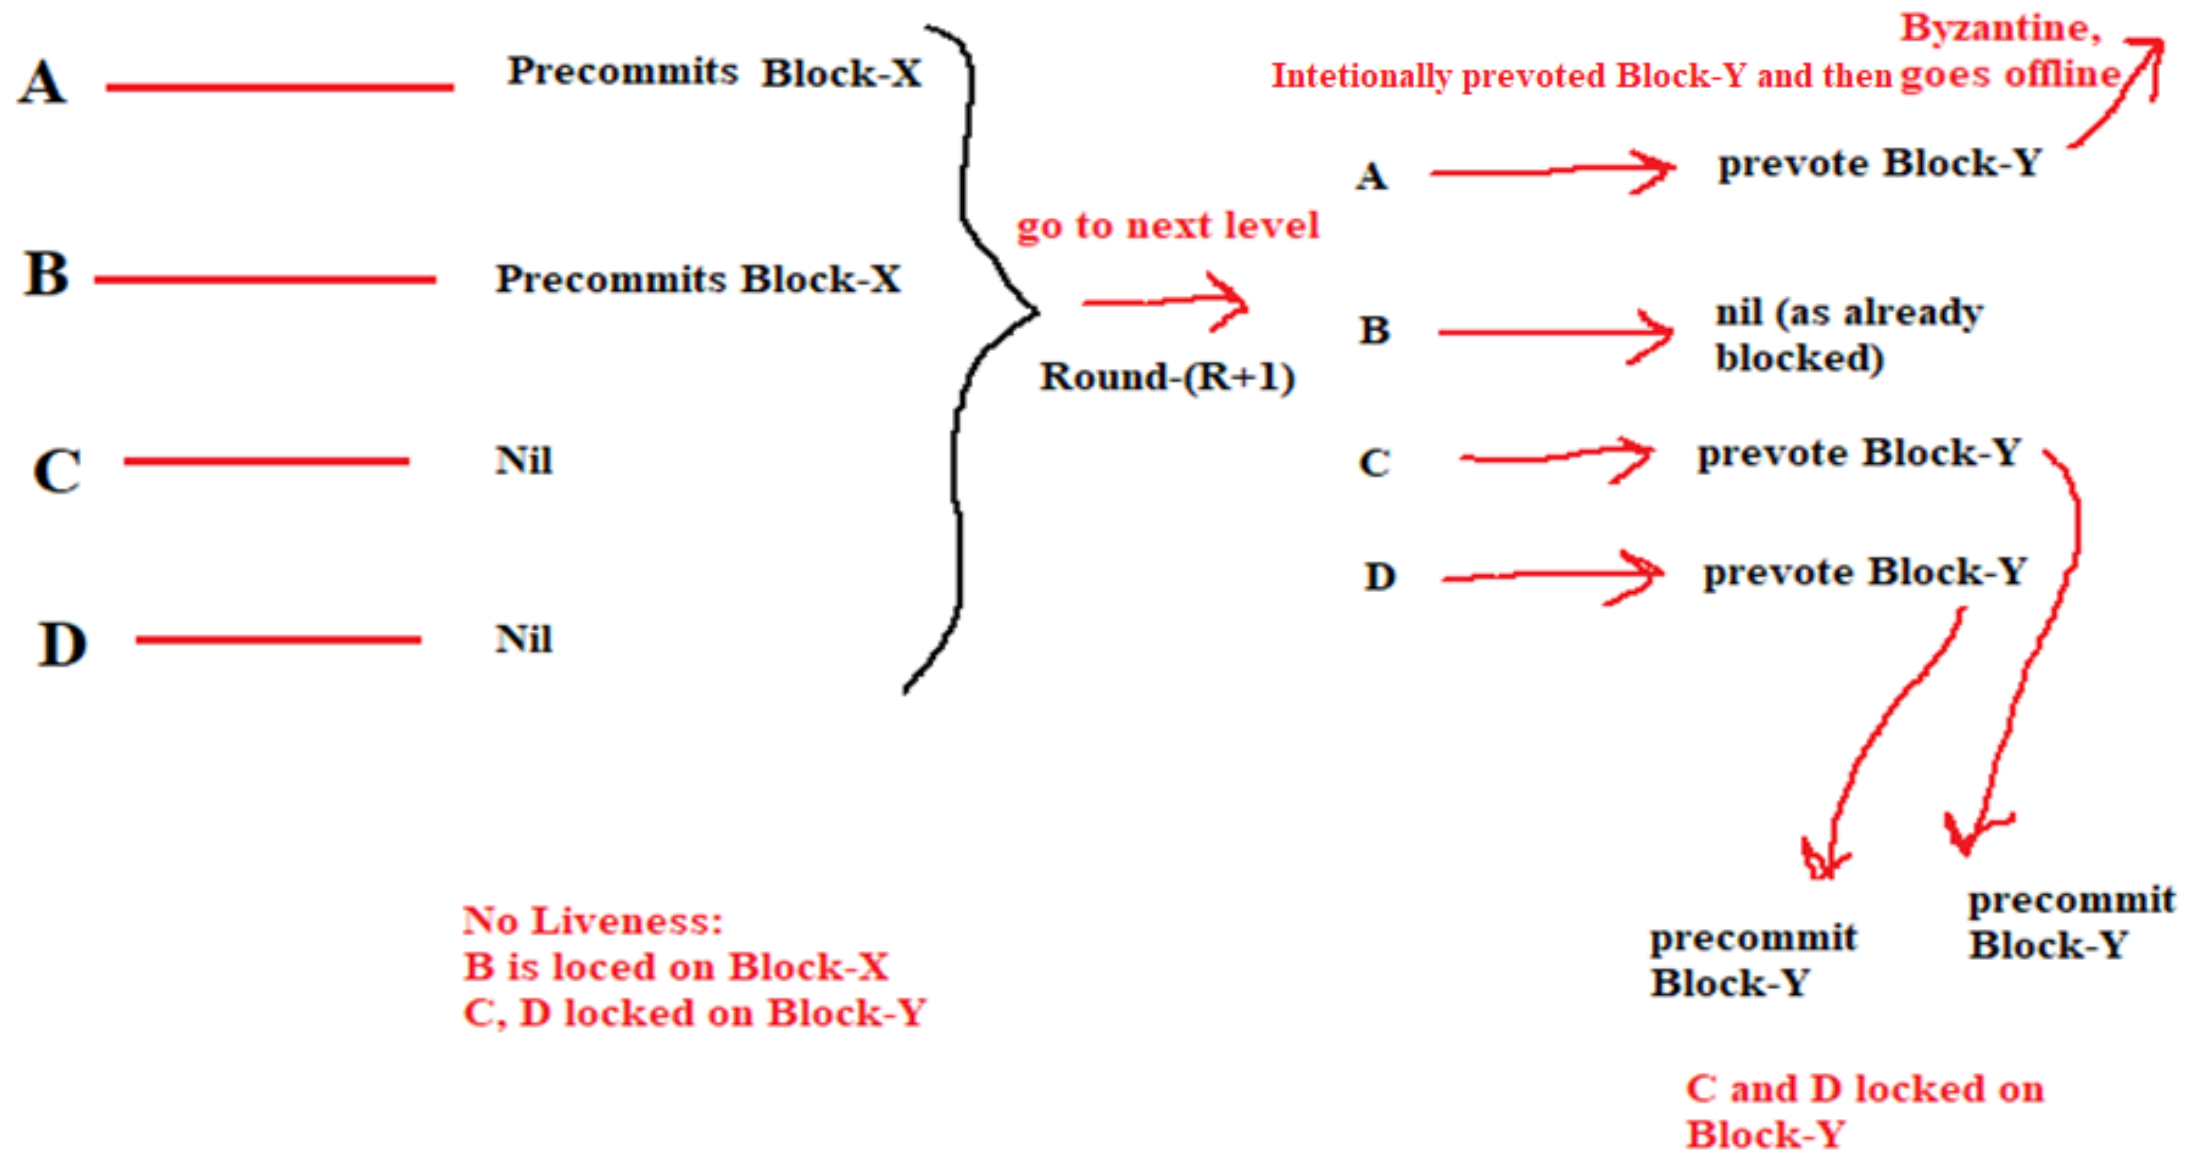 A Precommits Block-X
B Precommits Block-X
C Nil
D Nil
go to next level
Round-(R+1)
Byzantine,
Intetionally prevoted Block-Y and then goes offline
A prevote Block-Y
B nil (as already
blocked)
C prevote Block-Y
D prevote Block-Y
precommit
Block-Y
precommit
Block-Y
C and D locked on
Block-Y
No Liveness:
B is loced on Block-X
C, D locked on Block-Y